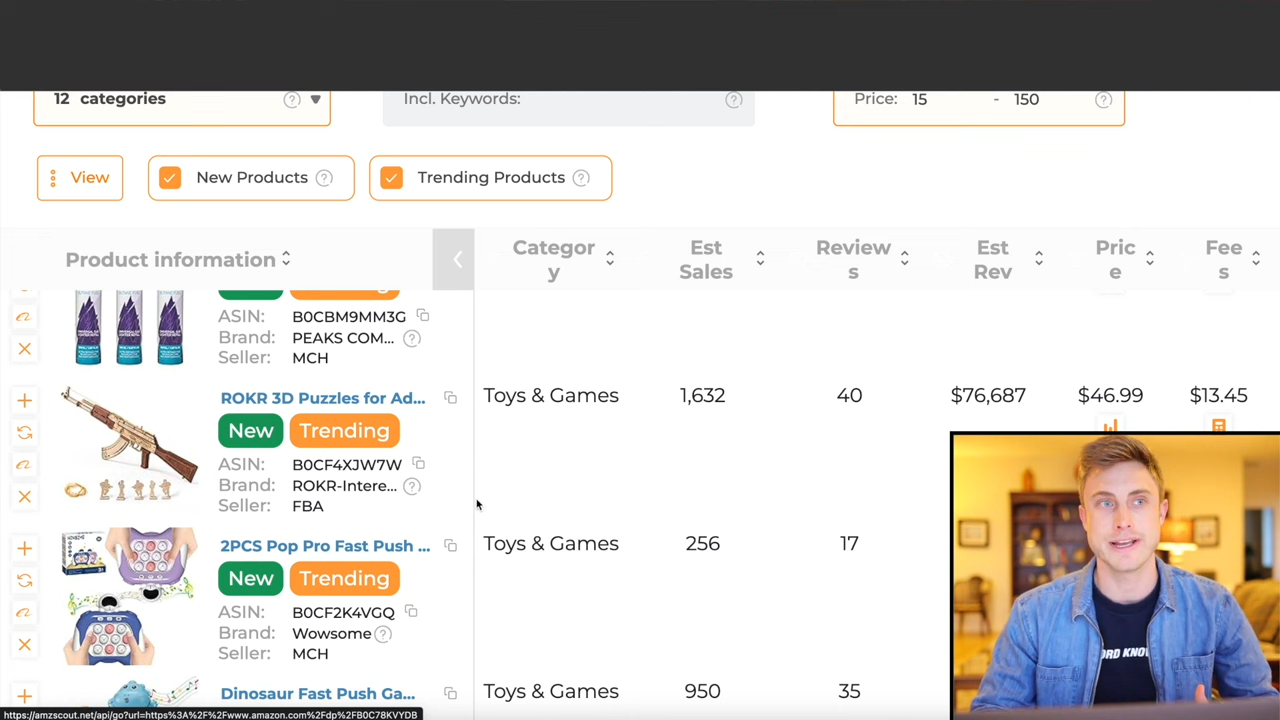 12 categories
Incl. Keywords:
Price: 15 - 150
View
New Products
Trending Products
Product information
Categor
y
Est
Sales
Review
s
Est
Rev
Pric
e
Fee
s
ASIN: B0CBM9MM3G
Brand: PEAKS COM...
Seller: MCH
ROKR 3D Puzzles for Ad...
New Trending
ASIN: B0CF4XJW7W
Brand: ROKR-Intere...
Seller: FBA
Toys & Games 1,632 40 $76,687 $46.99 $13.45
2PCS Pop Pro Fast Push ...
New Trending
ASIN: B0CF2K4VGQ
Brand: Wowsome
Seller: MCH
Toys & Games 256 17
Dinosaur Fast Push Ga...
Toys & Games 950 35
ORD KNO
https://amzscout.net/api/go?url=https%3A%2F%2Fwww.amazon.com%2Fdp%2FB0C78KVYDB